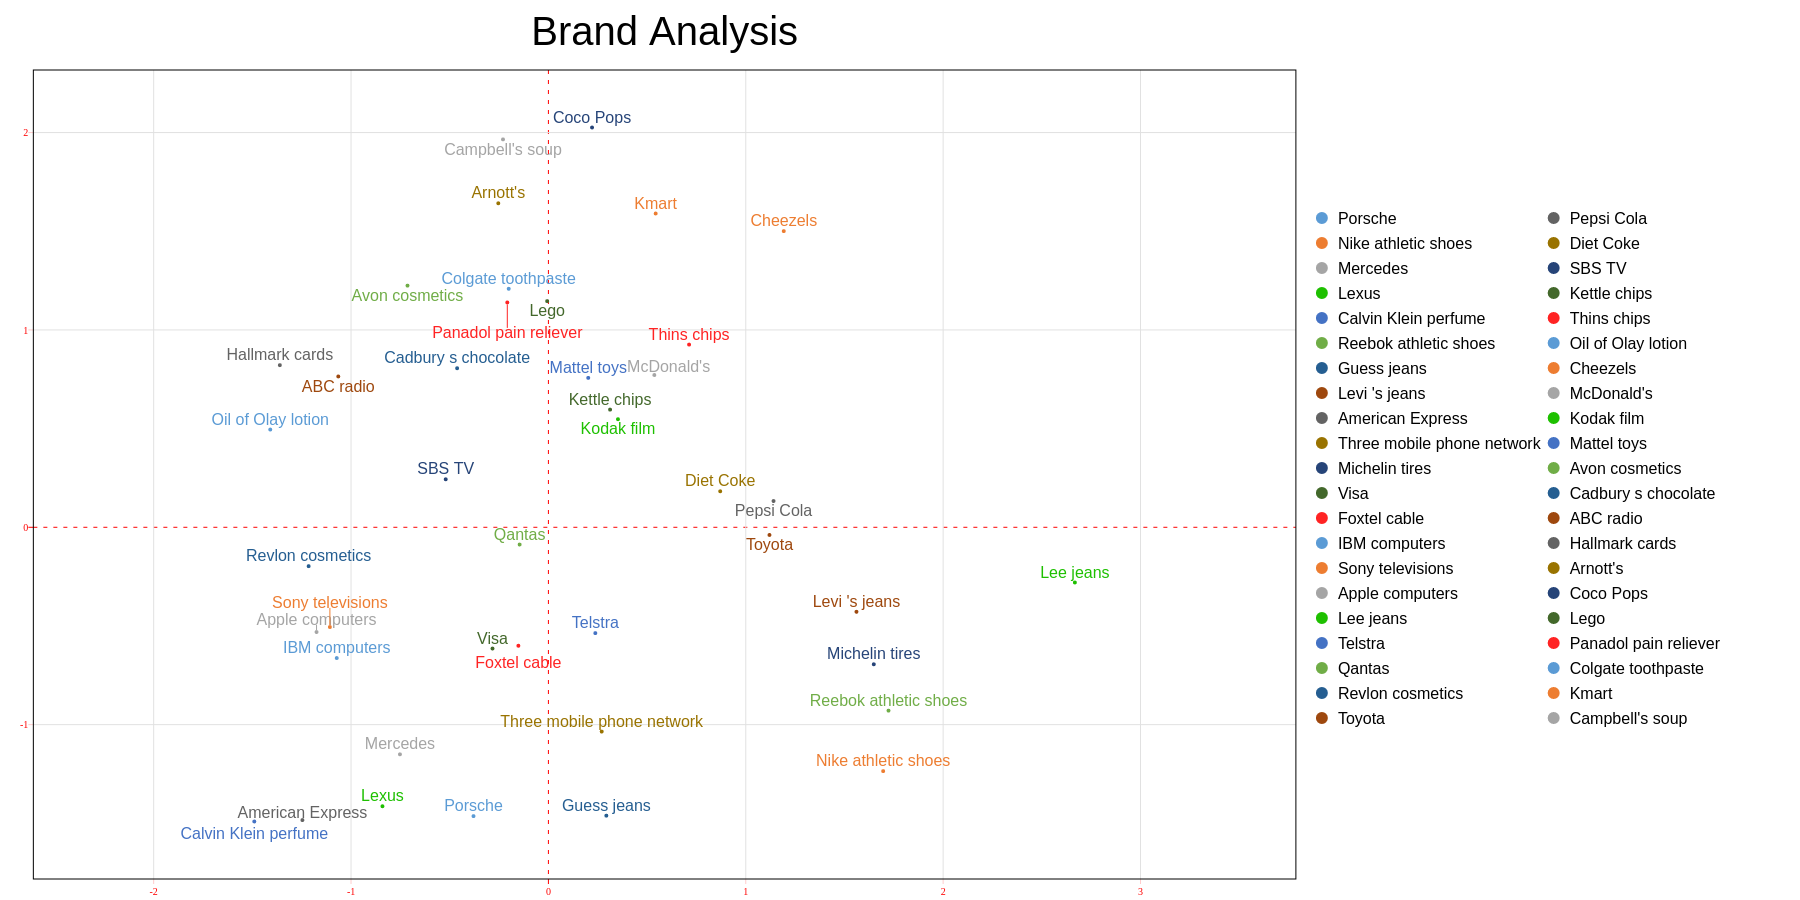 Brand Analysis
Coco Pops
2
Campbell's soup
Arnott's
Kmart
Cheezels
Colgate toothpaste
Avon cosmetics
Lego
1
Panadol pain reliever
Thins chips
Hallmark cards
Cadbury s chocolate
Mattel toys
McDonald's
ABC radio
Kettle chips
Oil of Olay lotion
Kodak film
SBS TV
Diet Coke
Pepsi Cola
0
Qantas
Toyota
Revlon cosmetics
Lee jeans
Sony televisions
Levi 's jeans
Apple computers
Telstra
Visa
IBM computers
Michelin tires
Foxtel cable
Reebok athletic shoes
-1
Three mobile phone network
Mercedes
Nike athletic shoes
Lexus
Porsche
Guess jeans
American Express
Calvin Klein perfume
-2
-1
0
1
2
3
Porsche
Nike athletic shoes
Mercedes
Lexus
Calvin Klein perfume
Reebok athletic shoes
Guess jeans
Levi 's jeans
American Express
Three mobile phone network
Michelin tires
Visa
Foxtel cable
IBM computers
Sony televisions
Apple computers
Lee jeans
Telstra
Qantas
Revlon cosmetics
Toyota
Pepsi Cola
Diet Coke
SBS TV
Kettle chips
Thins chips
Oil of Olay lotion
Cheezels
McDonald's
Kodak film
Mattel toys
Avon cosmetics
Cadbury s chocolate
ABC radio
Hallmark cards
Arnott's
Coco Pops
Lego
Panadol pain reliever
Colgate toothpaste
Kmart
Campbell's soup